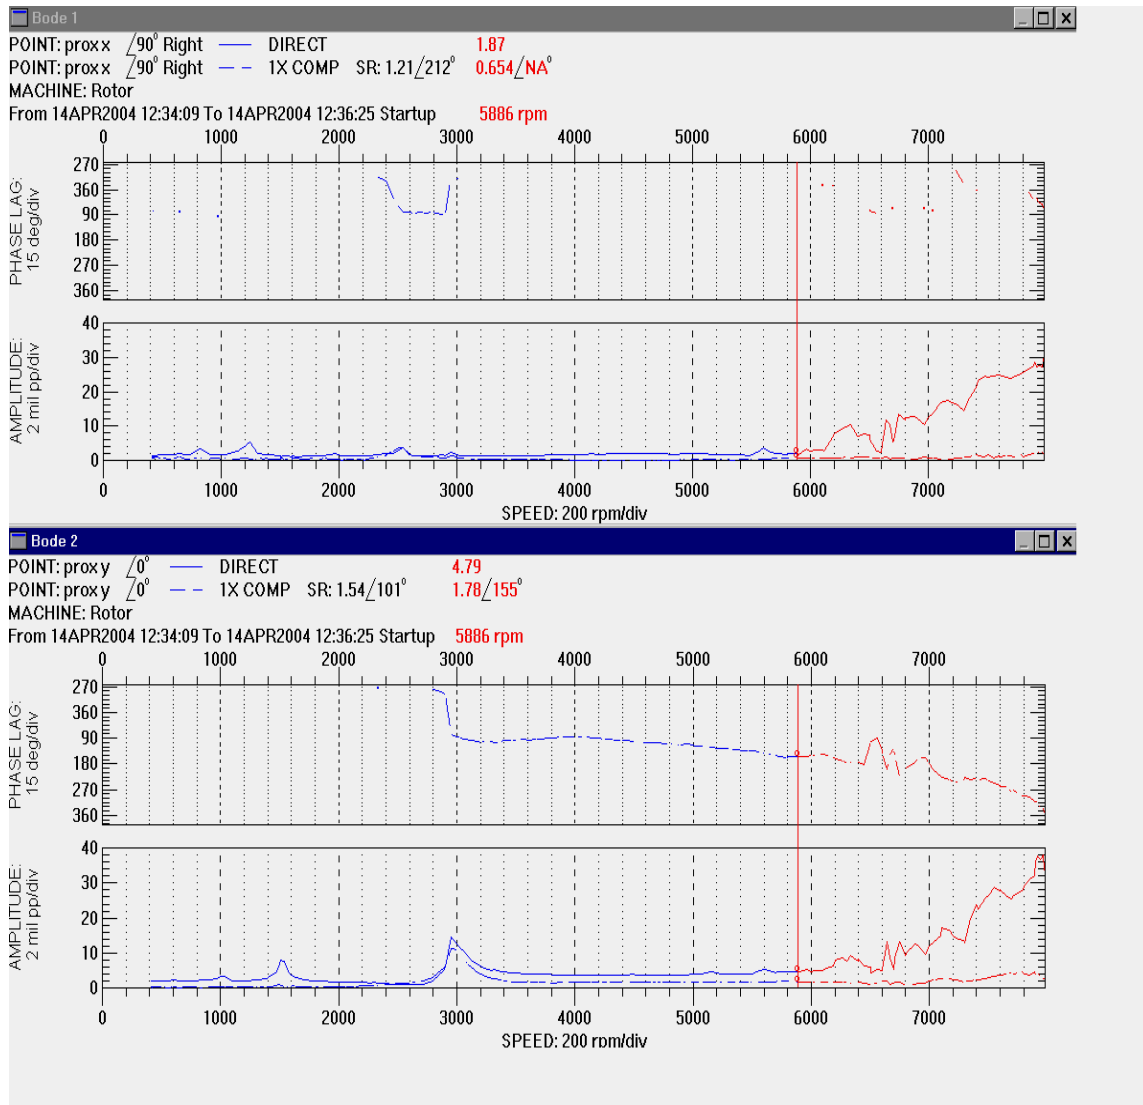 Bode 1
POINT: prox x ∠90° Right —— DIRECT 1.87
POINT: prox x ∠90° Right — — 1X COMP SR: 1.21∠212° 0.654∠NA°
MACHINE: Rotor
From 14APR2004 12:34:09 To 14APR2004 12:36:25 Startup 5886 rpm
0 1000 2000 3000 4000 5000 6000 7000
PHASE LAG:
15 deg/div
270
360
90
180
270
360
AMPLITUDE:
2 mil pp/div
40
30
20
10
0
0 1000 2000 3000 4000 5000 6000 7000
SPEED: 200 rpm/div
Bode 2
POINT: prox y ∠0° —— DIRECT 4.79
POINT: prox y ∠0° — — 1X COMP SR: 1.54∠101° 1.78∠155°
MACHINE: Rotor
From 14APR2004 12:34:09 To 14APR2004 12:36:25 Startup 5886 rpm
0 1000 2000 3000 4000 5000 6000 7000
PHASE LAG:
15 deg/div
270
360
90
180
270
360
AMPLITUDE:
2 mil pp/div
40
30
20
10
0
0 1000 2000 3000 4000 5000 6000 7000
SPEED: 200 rpm/div